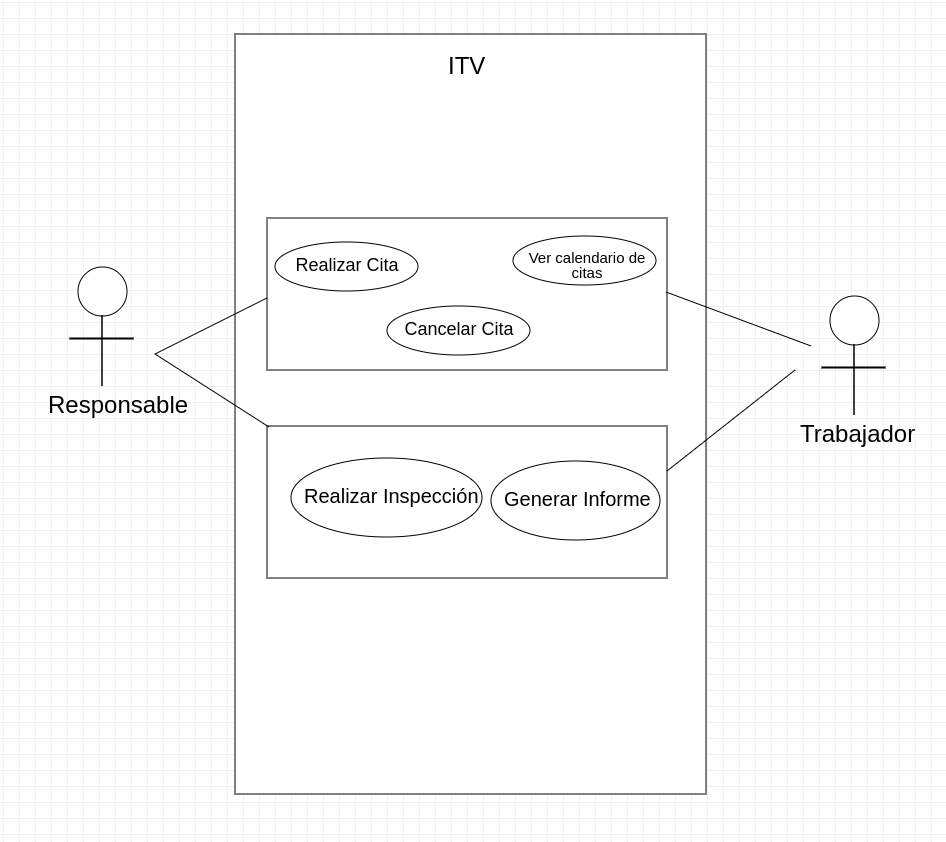 ITV
Realizar Cita
Ver calendario de
citas
Cancelar Cita
Responsable
Trabajador
Realizar Inspección
Generar Informe